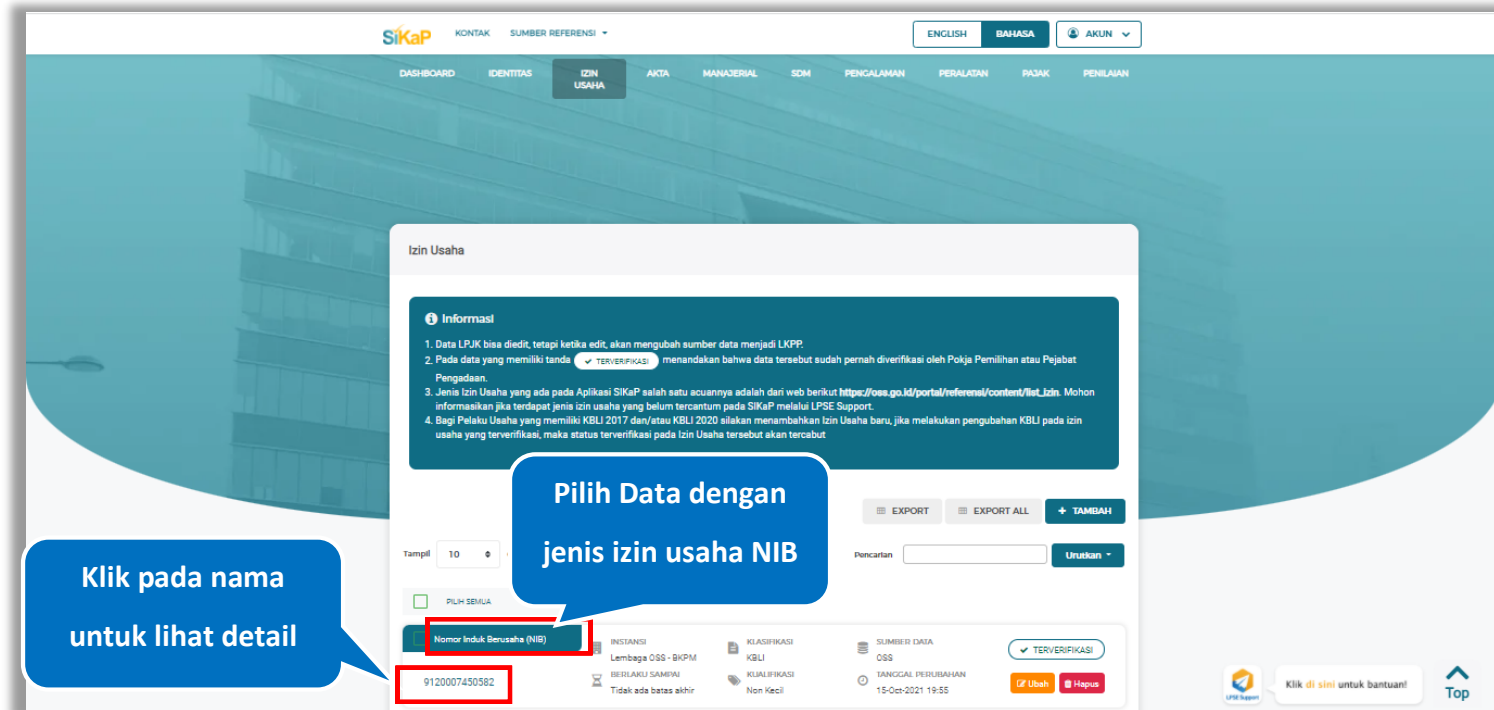 SiKaP KONTAK SUMBER REFERENSI ENGLISH BAHASA AKUN
DASHBOARD IDENTITAS IZIN USAHA AKTA MANAJERIAL SDM PENGALAMAN PERALATAN PAJAK PENILAIAN
Izin Usaha
Informasi
1. Data LPJK bisa diedit, tetapi ketika edit, akan mengubah sumber data menjadi LKPP.
2. Pada data yang memiliki tanda TERVERIFIKASI menandakan bahwa data tersebut sudah pernah diverifikasi oleh Pokja Pemilihan atau Pejabat
Pengadaan.
3. Jenis Izin Usaha yang ada pada Aplikasi SIKaP salah satu acuannya adalah dari web berikut https://oss.go.id/portal/referensi/content/list_izin. Mohon
informasikan jika terdapat jenis izin usaha yang belum tercantum pada SIKaP melalui LPSE Support.
4. Bagi Pelaku Usaha yang memiliki KBLI 2017 dan/atau KBLI 2020 silakan menambahkan Izin Usaha baru, jika melakukan pengubahan KBLI pada izin
usaha yang terverifikasi, maka status terverifikasi pada Izin Usaha tersebut akan tercabut
Pilih Data dengan
jenis izin usaha NIB
EXPORT EXPORT ALL + TAMBAH
Tampil 10 Pencarian Urutkan
Klik pada nama
untuk lihat detail
PILIH SEMUA
Nomor Induk Berusaha (NIB)
9120007450582
INSTANSI
Lembaga OSS - BKPM
BERLAKU SAMPAI
Tidak ada batas akhir
KLASIFIKASI
KBLI
KUALIFIKASI
Non Kecil
SUMBER DATA
OSS
TANGGAL PERUBAHAN
15-Oct-2021 19:55
TERVERIFIKASI
Ubah Hapus
LPSE Support
Klik di sini untuk bantuan!
Top